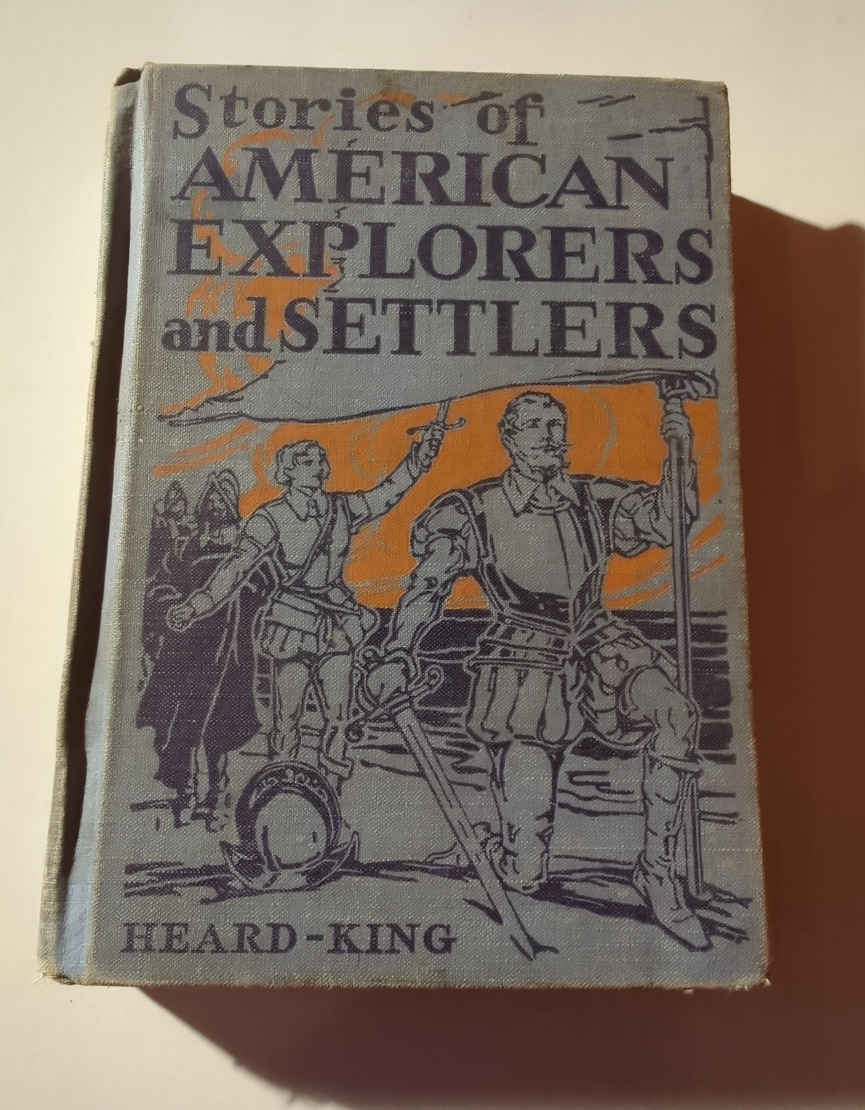 Stories of
AMERICAN
EXPLORERS
and SETTLERS
HEARD-KING